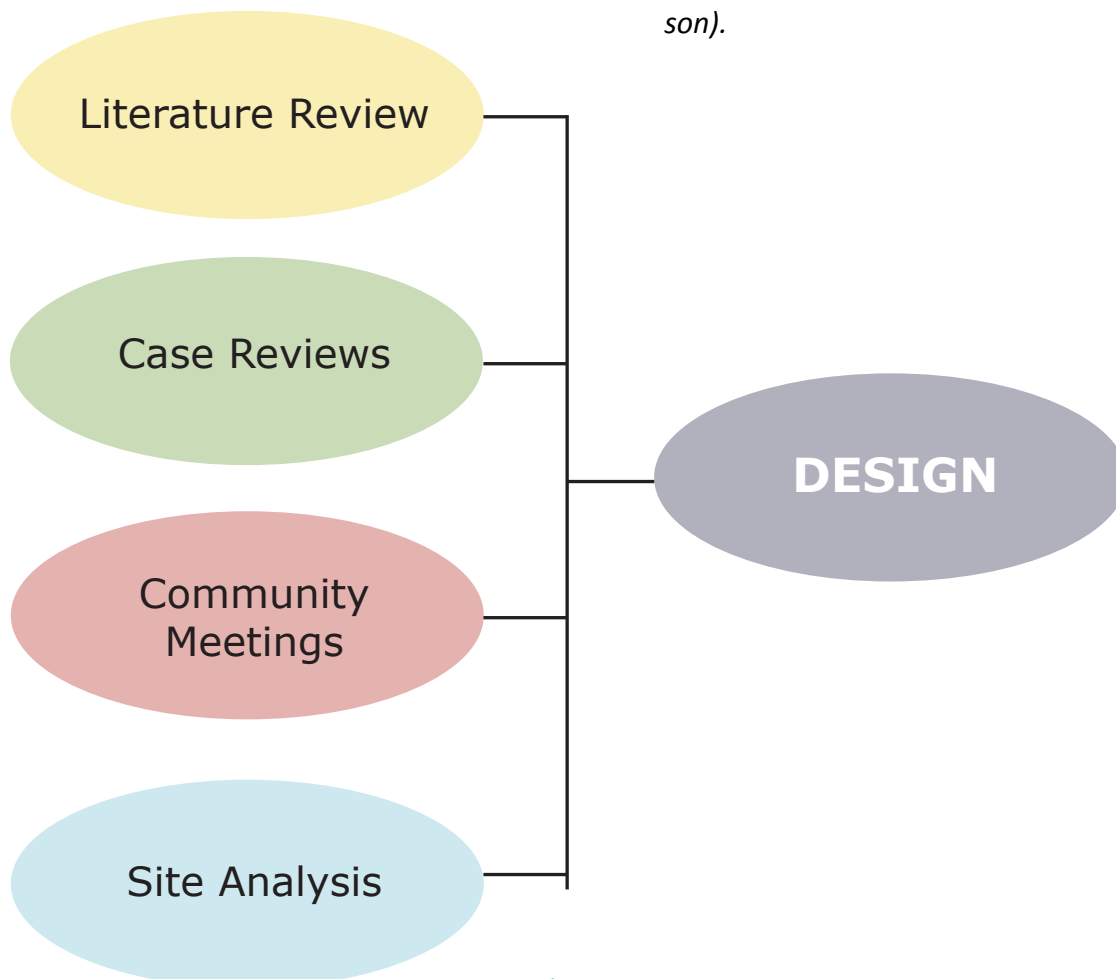 son).
Literature Review
Case Reviews
DESIGN
Community
Meetings
Site Analysis